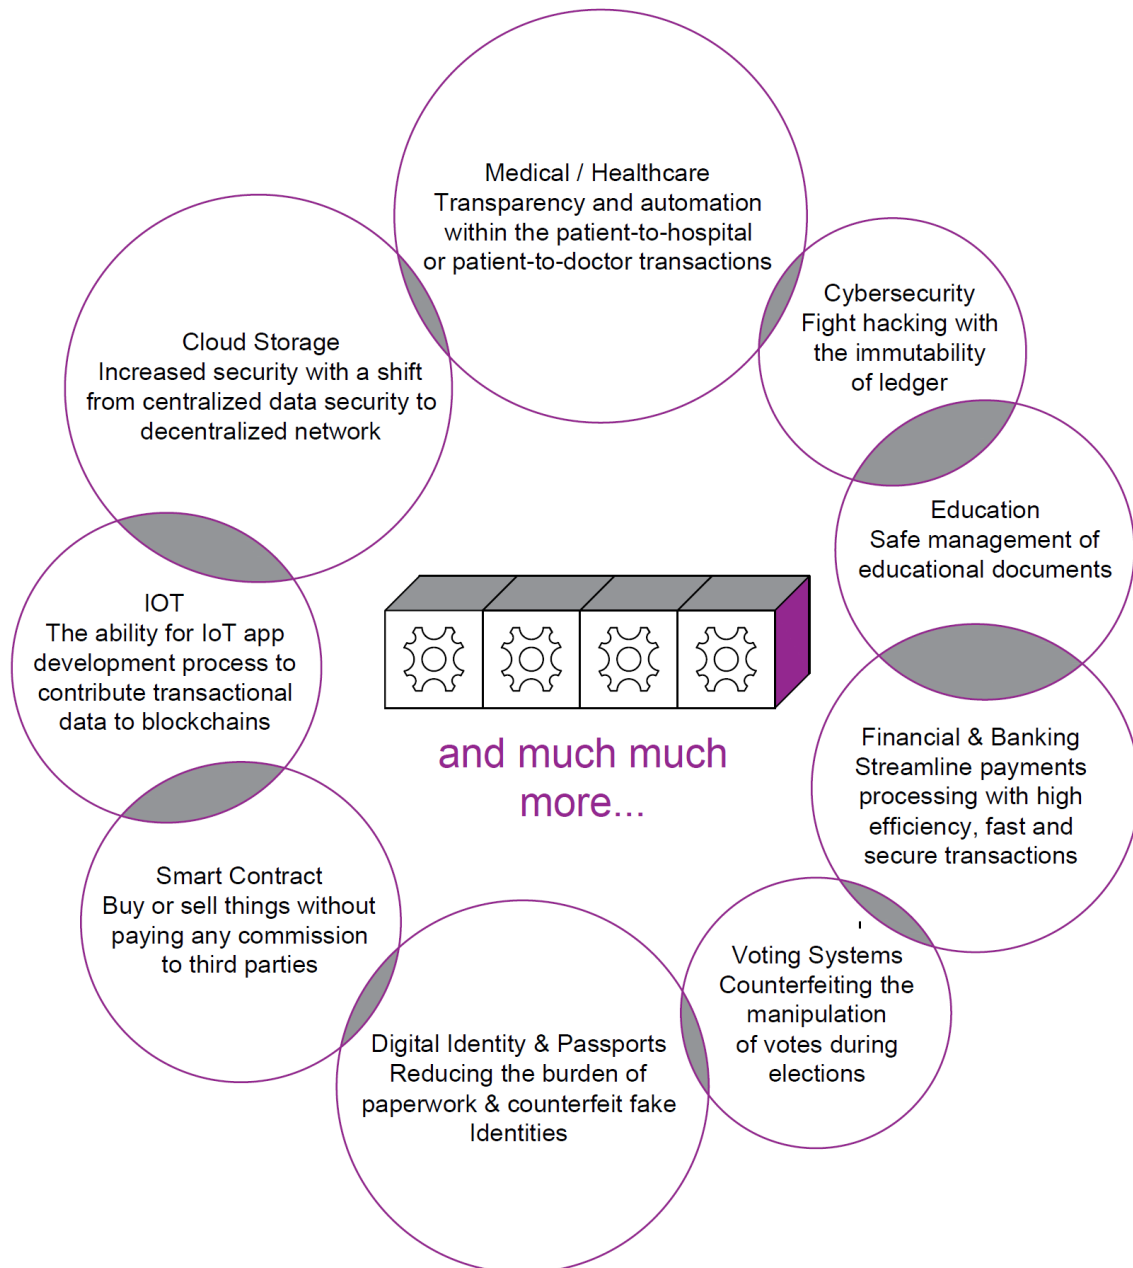 Medical / Healthcare
Transparency and automation
within the patient-to-hospital
or patient-to-doctor transactions
Cybersecurity
Fight hacking with
the immutability
of ledger
Education
Safe management of
educational documents
Financial & Banking
Streamline payments
processing with high
efficiency, fast and
secure transactions
Voting Systems
Counterfeiting the
manipulation
of votes during
elections
Digital Identity & Passports
Reducing the burden of
paperwork & counterfeit fake
Identities
Smart Contract
Buy or sell things without
paying any commission
to third parties
IOT
The ability for IoT app
development process to
contribute transactional
data to blockchains
Cloud Storage
Increased security with a shift
from centralized data security to
decentralized network
and much much
more...